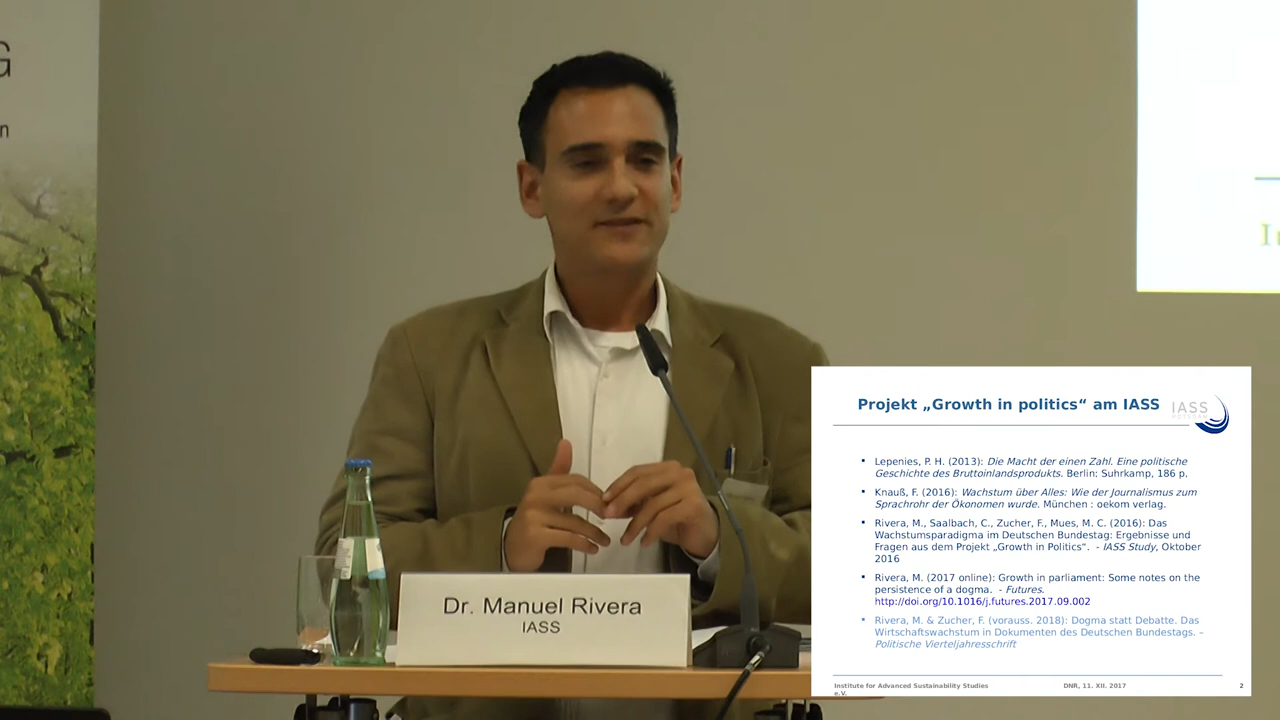 G
n
In
Dr. Manuel Rivera
IASS
Projekt „Growth in politics“ am IASS
IASS
POTSDAM
▪ Lepenies, P. H. (2013): Die Macht der einen Zahl. Eine politische
Geschichte des Bruttoinlandsprodukts. Berlin: Suhrkamp, 186 p.
▪ Knauß, F. (2016): Wachstum über Alles: Wie der Journalismus zum
Sprachrohr der Ökonomen wurde. München : oekom verlag.
▪ Rivera, M., Saalbach, C., Zucher, F., Mues, M. C. (2016): Das
Wachstumsparadigma im Deutschen Bundestag: Ergebnisse und
Fragen aus dem Projekt „Growth in Politics“. - IASS Study, Oktober
2016
▪ Rivera, M. (2017 online): Growth in parliament: Some notes on the
persistence of a dogma. - Futures.
http://doi.org/10.1016/j.futures.2017.09.002
▪ Rivera, M. & Zucher, F. (vorauss. 2018): Dogma statt Debatte. Das
Wirtschaftswachstum in Dokumenten des Deutschen Bundestags. –
Politische Vierteljahresschrift
Institute for Advanced Sustainability Studies
e.V.
DNR, 11. XII. 2017
2